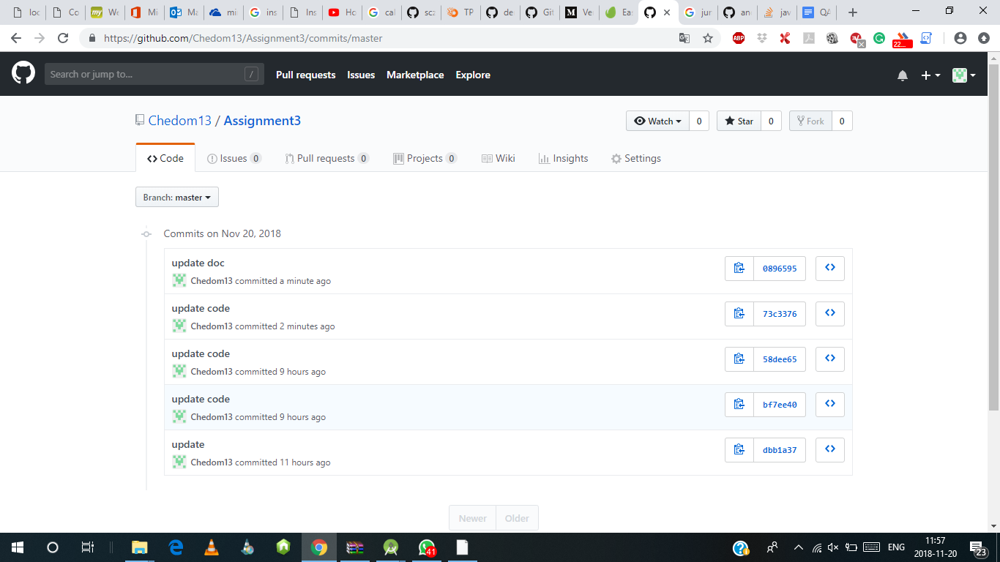 loc
Co
my We
Mi
Ma
mi
ins
Ins
Ho
cal
scz
TP
de
Git
M Ve
Eas
jur
and
jav
QA
https://github.com/Chedom13/Assignment3/commits/master
ABP
22...
Search or jump to... /
Pull requests Issues Marketplace Explore
Chedom13 / Assignment3
Watch 0 Star 0 Fork 0
Code Issues 0 Pull requests 0 Projects 0 Wiki Insights Settings
Branch: master
Commits on Nov 20, 2018
update doc
Chedom13 committed a minute ago
0896595
update code
Chedom13 committed 2 minutes ago
73c3376
update code
Chedom13 committed 9 hours ago
58dee65
update code
Chedom13 committed 9 hours ago
bf7ee40
update
Chedom13 committed 11 hours ago
dbb1a37
Newer Older
41
ENG
11:57
2018-11-20
23